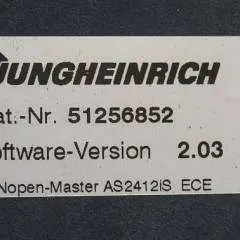 JUNGHEINRICH
at.-Nr. 51256852
oftware-Version 2.03
Nopen-Master AS2412iS ECE